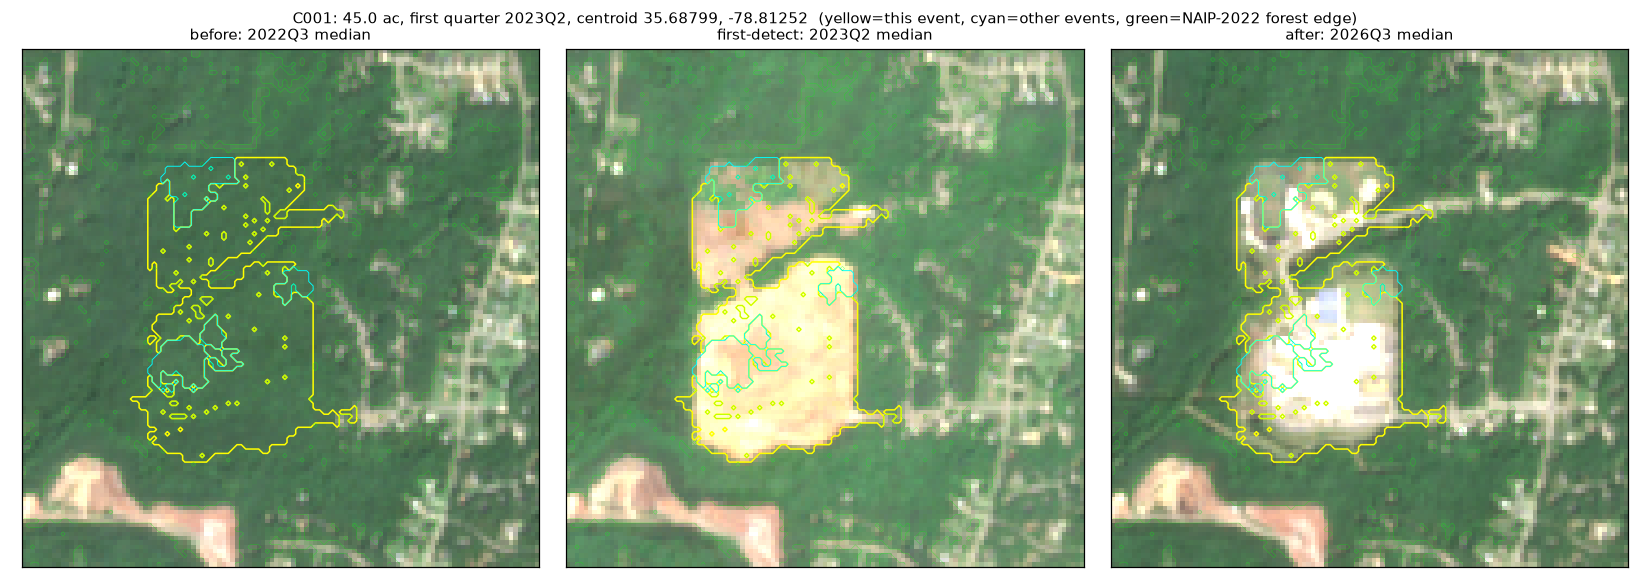 C001: 45.0 ac, first quarter 2023Q2, centroid 35.68799, -78.81252  (yellow=this event, cyan=other events, green=NAIP-2022 forest edge)
before: 2022Q3 median
first-detect: 2023Q2 median
after: 2026Q3 median